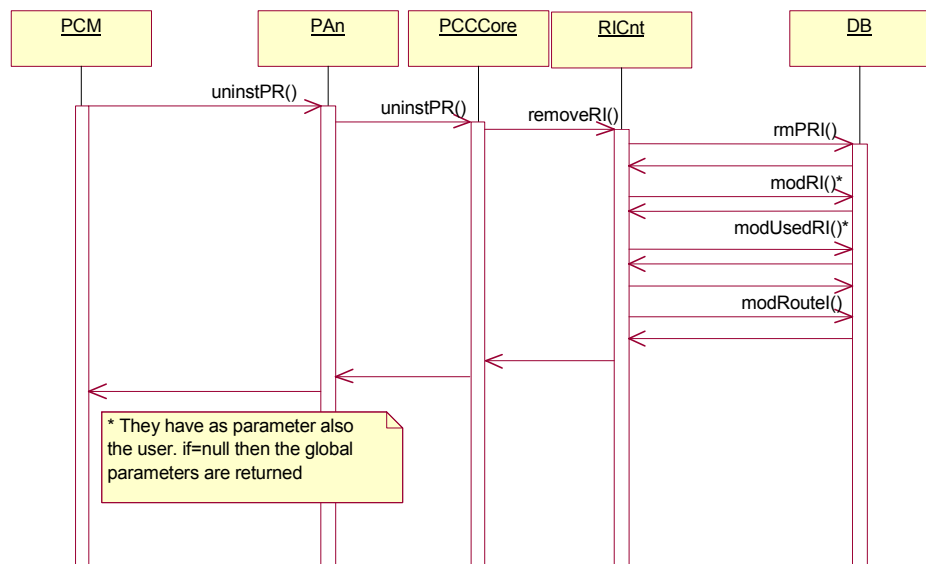 PCM
PAn
PCCCore
RICnt
DB
uninstPR()
uninstPR()
removeRI()
rmPRI()
modRI()*
modUsedRI()*
modRouteI()
* They have as parameter also
the user. if=null then the global
parameters are returned